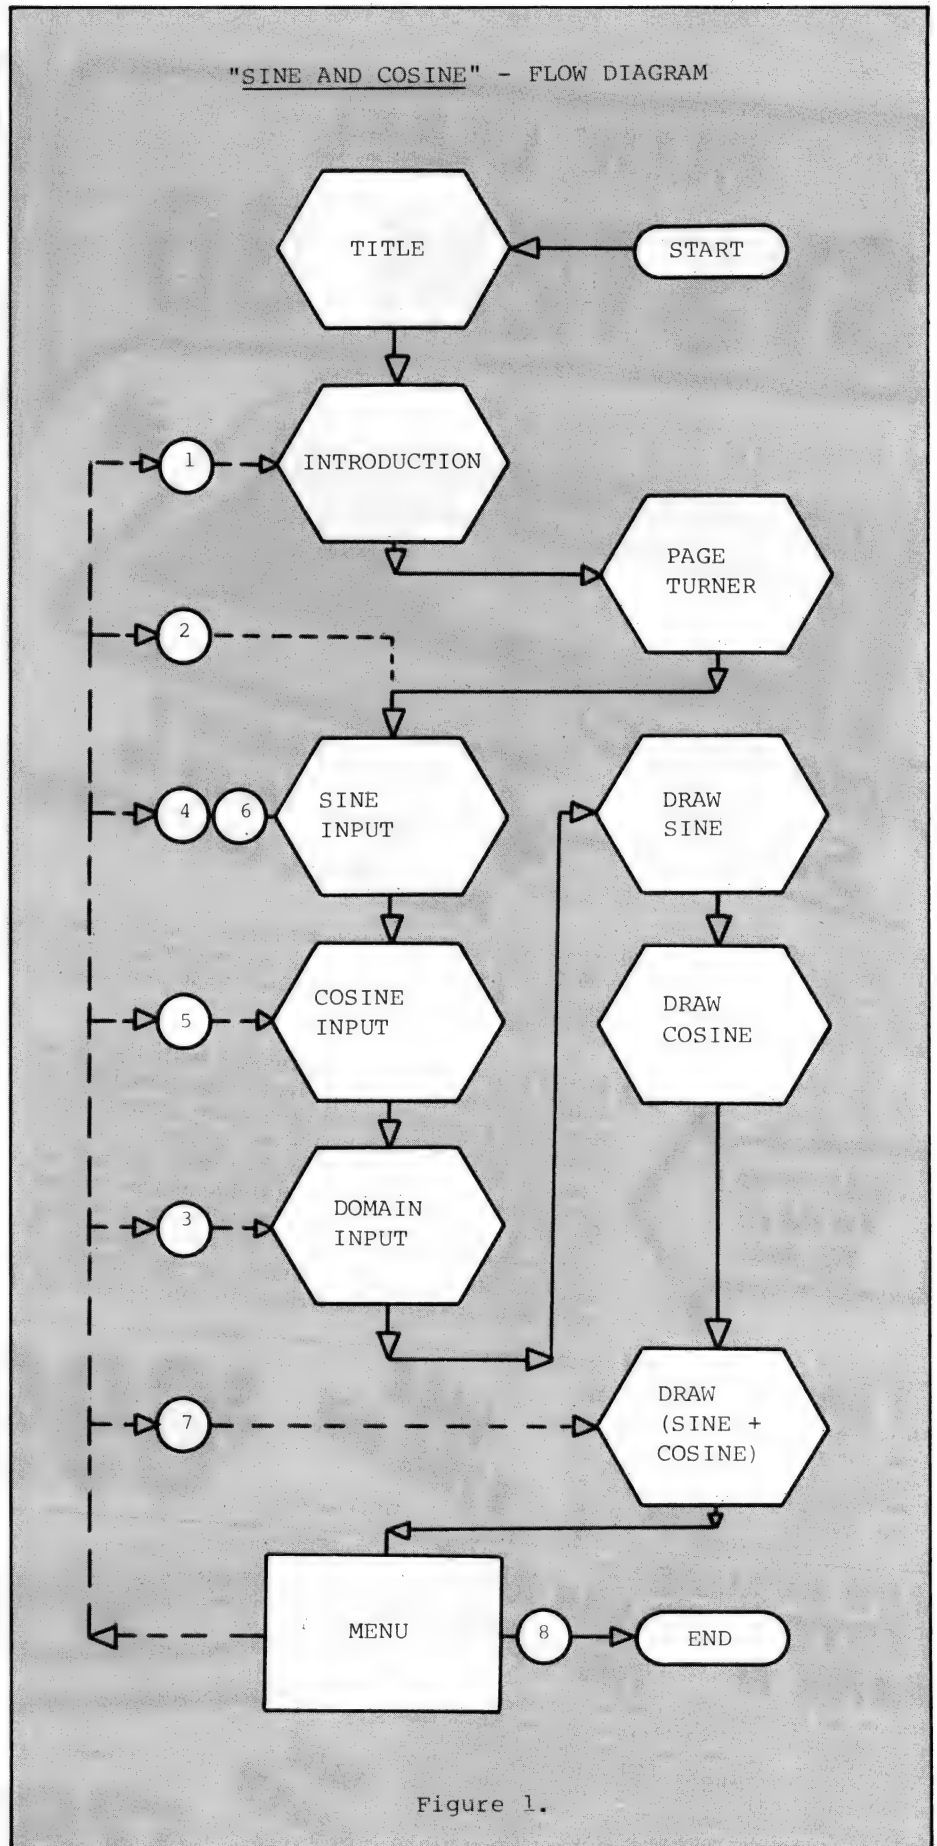 "SINE AND COSINE" - FLOW DIAGRAM
TITLE
START
1
INTRODUCTION
PAGE
TURNER
2
4
6
SINE
INPUT
DRAW
SINE
5
COSINE
INPUT
DRAW
COSINE
3
DOMAIN
INPUT
7
DRAW
(SINE +
COSINE)
MENU
8
END
Figure 1.